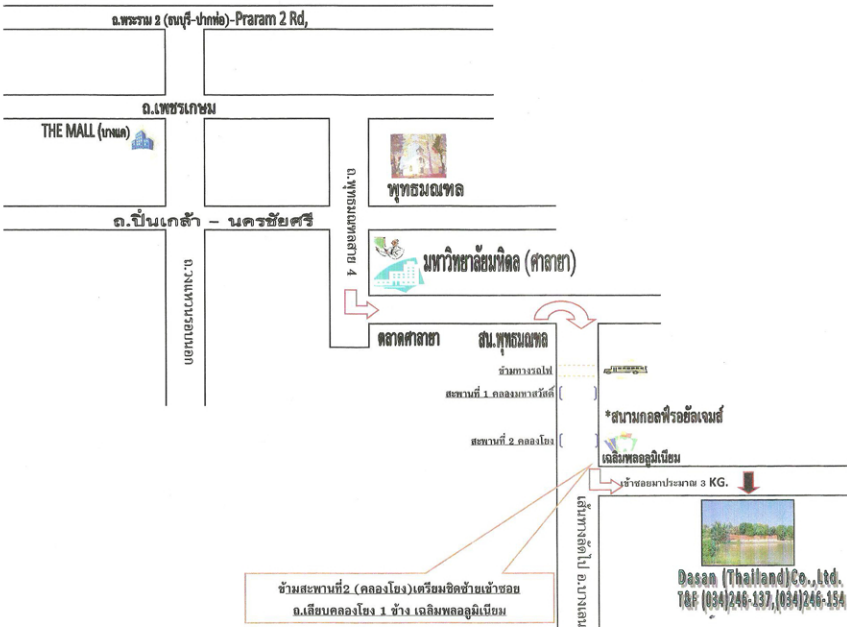 ถ.พระราม 2 (ธนบุรี-ปากท่อ)-Praram 2 Rd,
ถ.เพชรเกษม
THE MALL (บางแค)
พุทธมณฑล
ถ.พุทธมณฑลสาย 4
ถ.ปิ่นเกล้า – นครชัยศรี
ถ.วงแหวนรอบนอก
มหาวิทยาลัยมหิดล (ศาลายา)
ตลาดศาลายา
สน.พุทธมณฑล
ข้ามทางรถไฟ
สะพานที่ 1 คลองมหาสวัสดิ์
*สนามกอล์ฟรอยัลเจมส์
สะพานที่ 2 คลองโยง
เฉลิมพลอลูมิเนียม
เข้าซอยมาประมาณ 3 KG.
เส้นทางลัดไป อ.บางเลน
Dasan (Thailand)Co.,Ltd.
T&F (034)246-137,(034)246-154
ข้ามสะพานที่2 (คลองโยง)เตรียมชิดซ้ายเข้าซอย
ถ.เลียบคลองโยง 1 ข้าง เฉลิมพลอลูมิเนียม